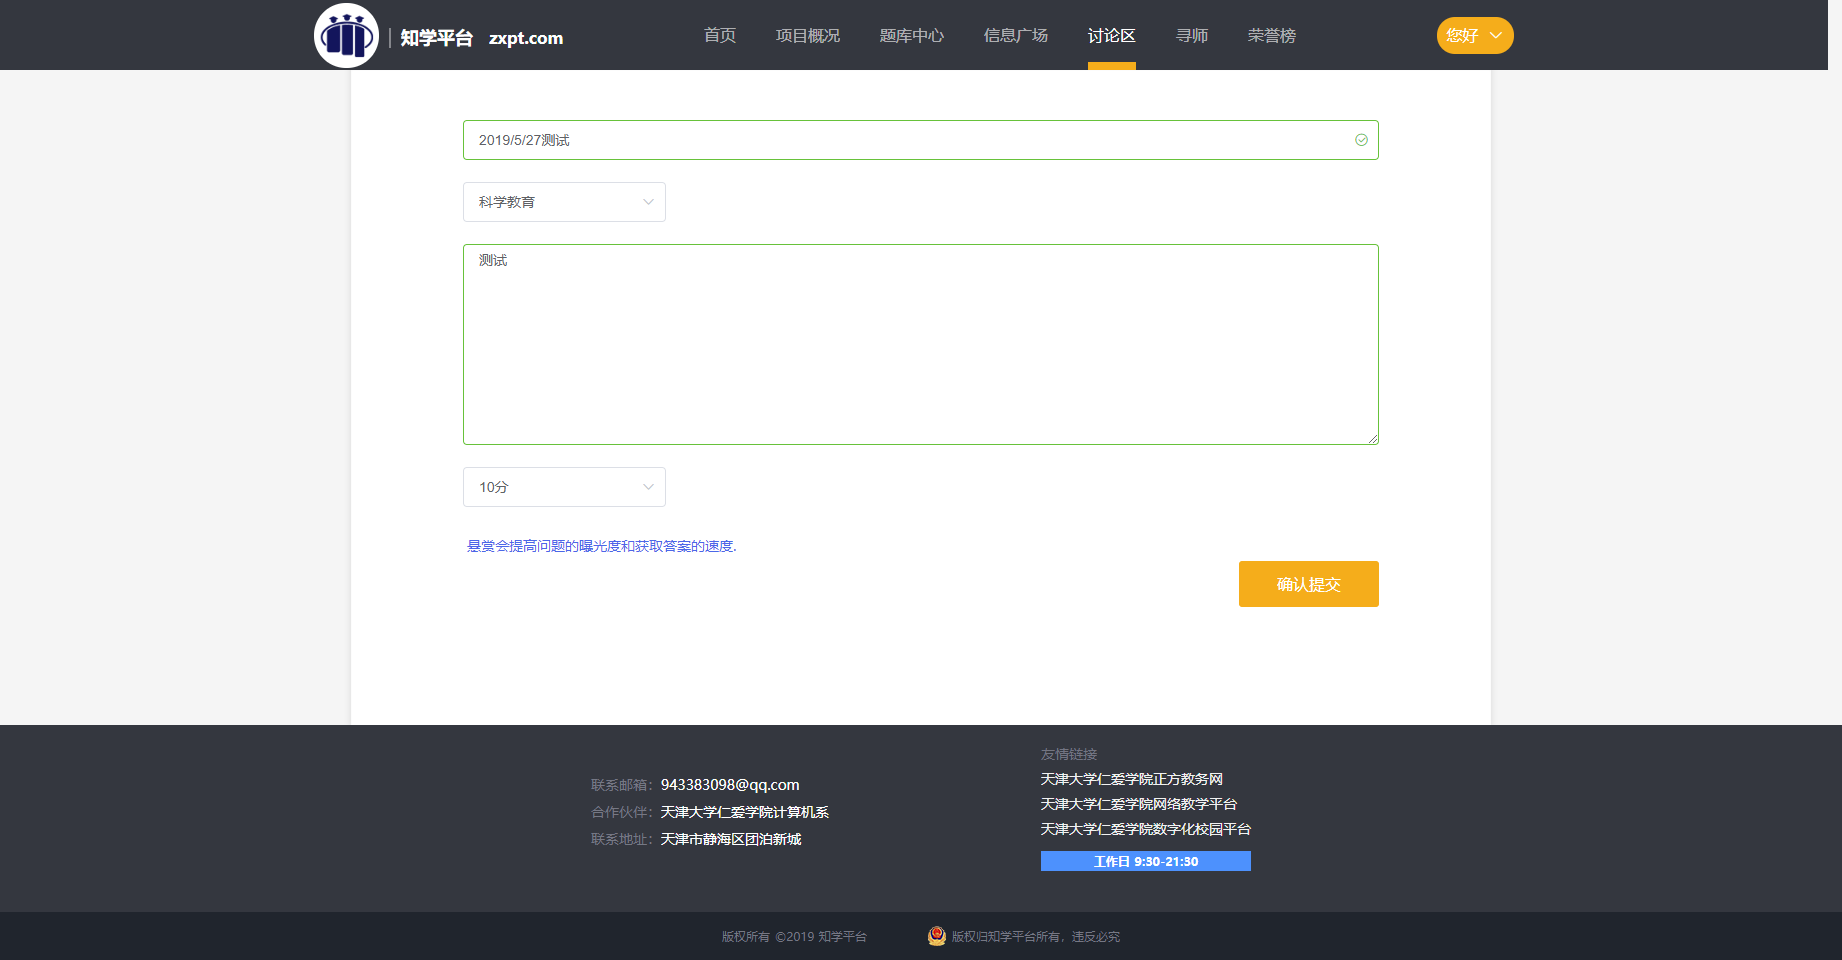 知学平台 zxpt.com
首页 项目概况 题库中心 信息广场 讨论区 寻师 荣誉榜
您好
2019/5/27测试
科学教育
测试
10分
悬赏会提高问题的曝光度和获取答案的速度.
确认提交
联系邮箱：943383098@qq.com
合作伙伴：天津大学仁爱学院计算机系
联系地址：天津市静海区团泊新城
友情链接
天津大学仁爱学院正方教务网
天津大学仁爱学院网络教学平台
天津大学仁爱学院数字化校园平台
工作日 9:30-21:30
版权所有 ©2019 知学平台
版权归知学平台所有，违反必究